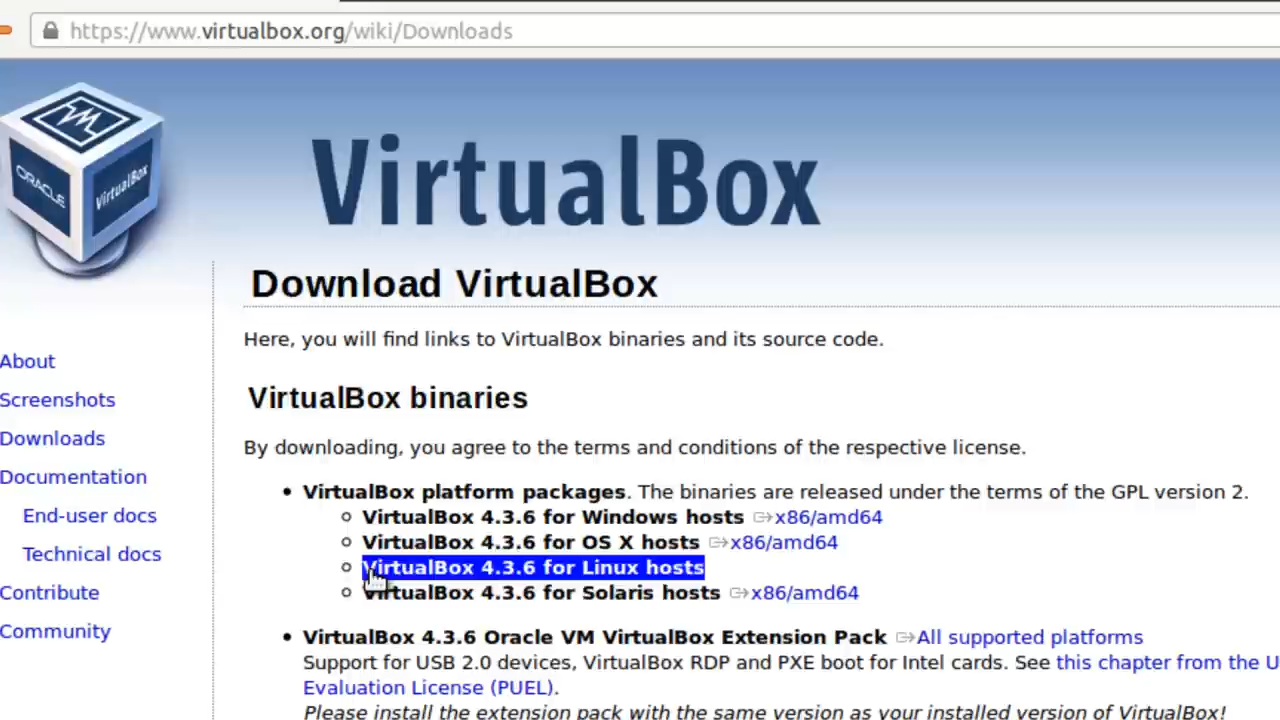 https://www.virtualbox.org/wiki/Downloads
ORACLE
VirtualBox
VirtualBox
Download VirtualBox
Here, you will find links to VirtualBox binaries and its source code.
About
VirtualBox binaries
Screenshots
Downloads
By downloading, you agree to the terms and conditions of the respective license.
Documentation
• VirtualBox platform packages. The binaries are released under the terms of the GPL version 2.
End-user docs
VirtualBox 4.3.6 for Windows hosts x86/amd64
VirtualBox 4.3.6 for OS X hosts x86/amd64
Technical docs
VirtualBox 4.3.6 for Linux hosts
Contribute
VirtualBox 4.3.6 for Solaris hosts x86/amd64
Community
• VirtualBox 4.3.6 Oracle VM VirtualBox Extension Pack All supported platforms
Support for USB 2.0 devices, VirtualBox RDP and PXE boot for Intel cards. See this chapter from the U
Evaluation License (PUEL).
Please install the extension pack with the same version as your installed version of VirtualBox!